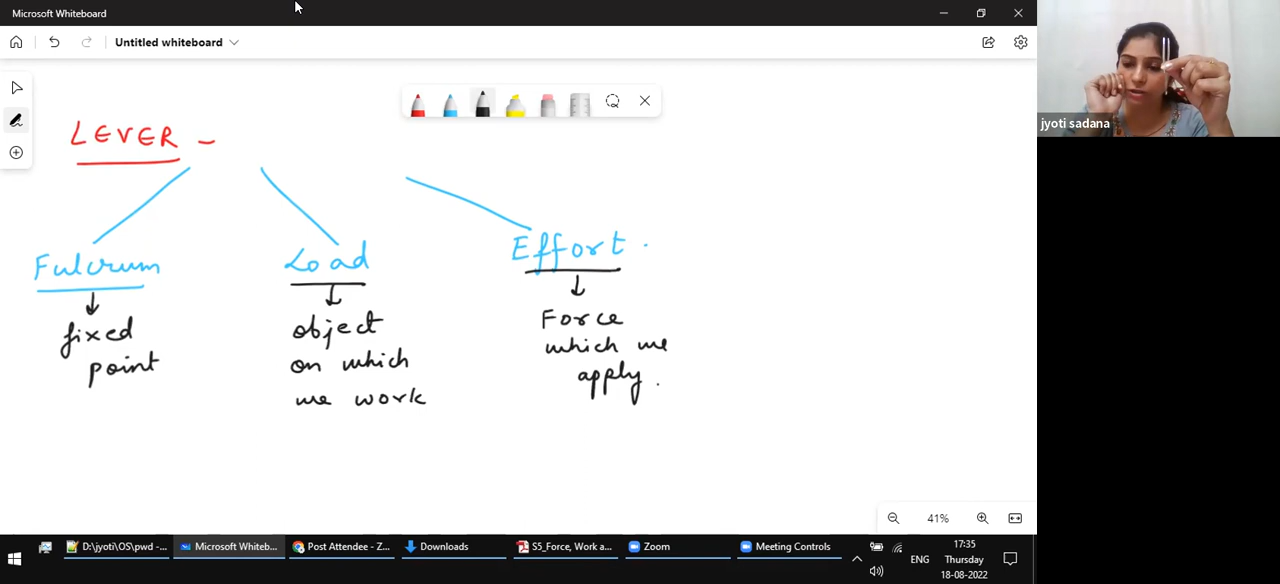 Microsoft Whiteboard
Untitled whiteboard
jyoti sadana
LEVER -
Fulcrum
Load
Effort .
↓
↓
↓
fixed
point
object
on which
we work
Force
which we
apply .
41%
D:\jyoti\OS\pwd -...
Microsoft Whiteb...
Post Attendee - Z...
Downloads
S5_Force, Work a...
Zoom
Meeting Controls
ENG
17:35
Thursday
18-08-2022